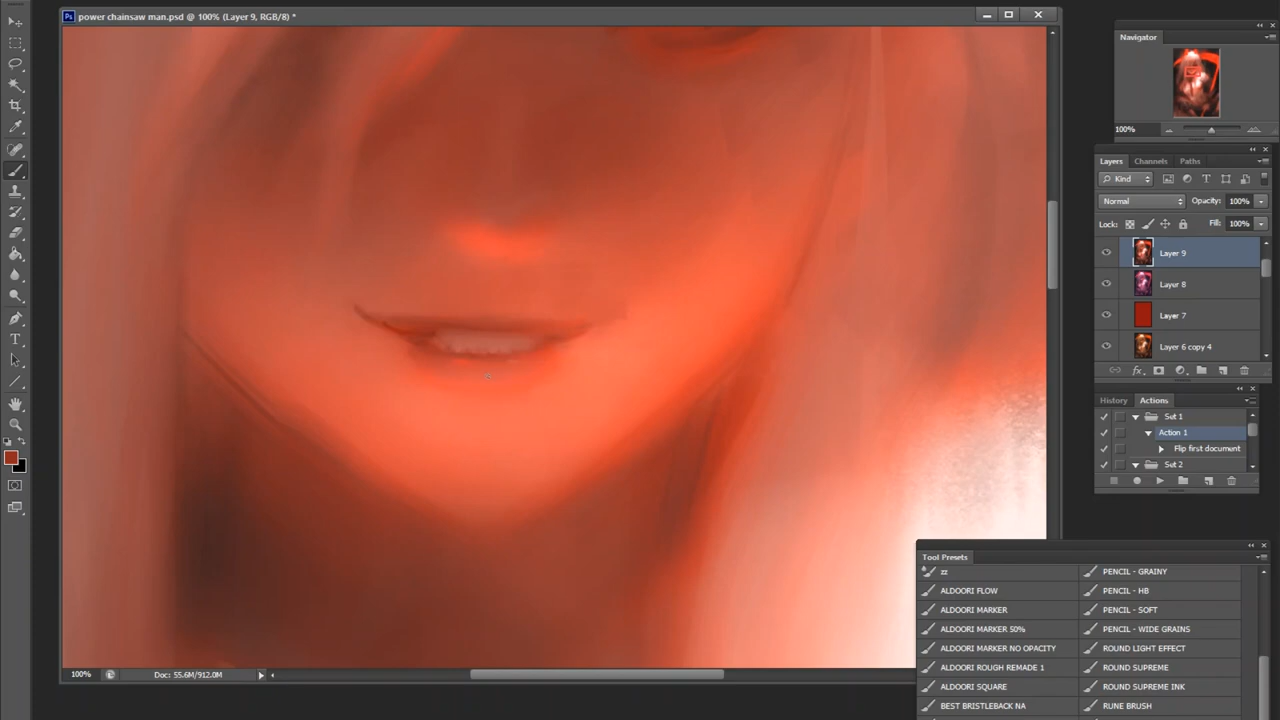 Ps power chainsaw man.psd @ 100% (Layer 9, RGB/8) *
Navigator
100%
Layers Channels Paths
Kind
Normal Opacity: 100%
Lock: Fill: 100%
Layer 9
Layer 8
Layer 7
Layer 6 copy 4
fx
History Actions
Set 1
Action 1
Flip first document
Set 2
Tool Presets
zz PENCIL - GRAINY
ALDOORI FLOW PENCIL - HB
ALDOORI MARKER PENCIL - SOFT
ALDOORI MARKER 50% PENCIL - WIDE GRAINS
ALDOORI MARKER NO OPACITY ROUND LIGHT EFFECT
ALDOORI ROUGH REMADE 1 ROUND SUPREME
ALDOORI SQUARE ROUND SUPREME INK
BEST BRISTLEBACK NA RUNE BRUSH
100% Doc: 55.6M/912.0M